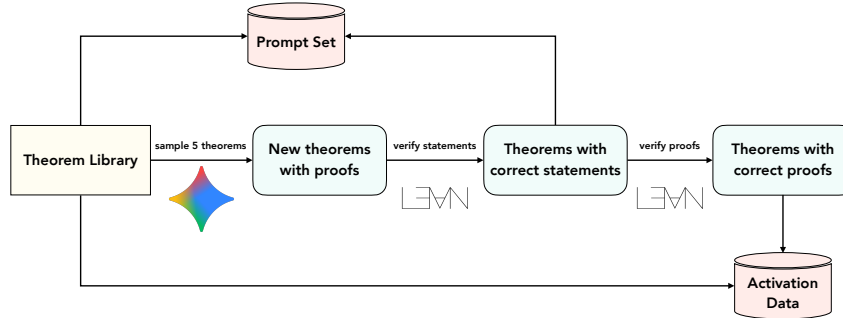 Prompt Set
Theorem Library
sample 5 theorems
New theorems
with proofs
verify statements
LEAN
Theorems with
correct statements
verify proofs
LEAN
Theorems with
correct proofs
Activation
Data